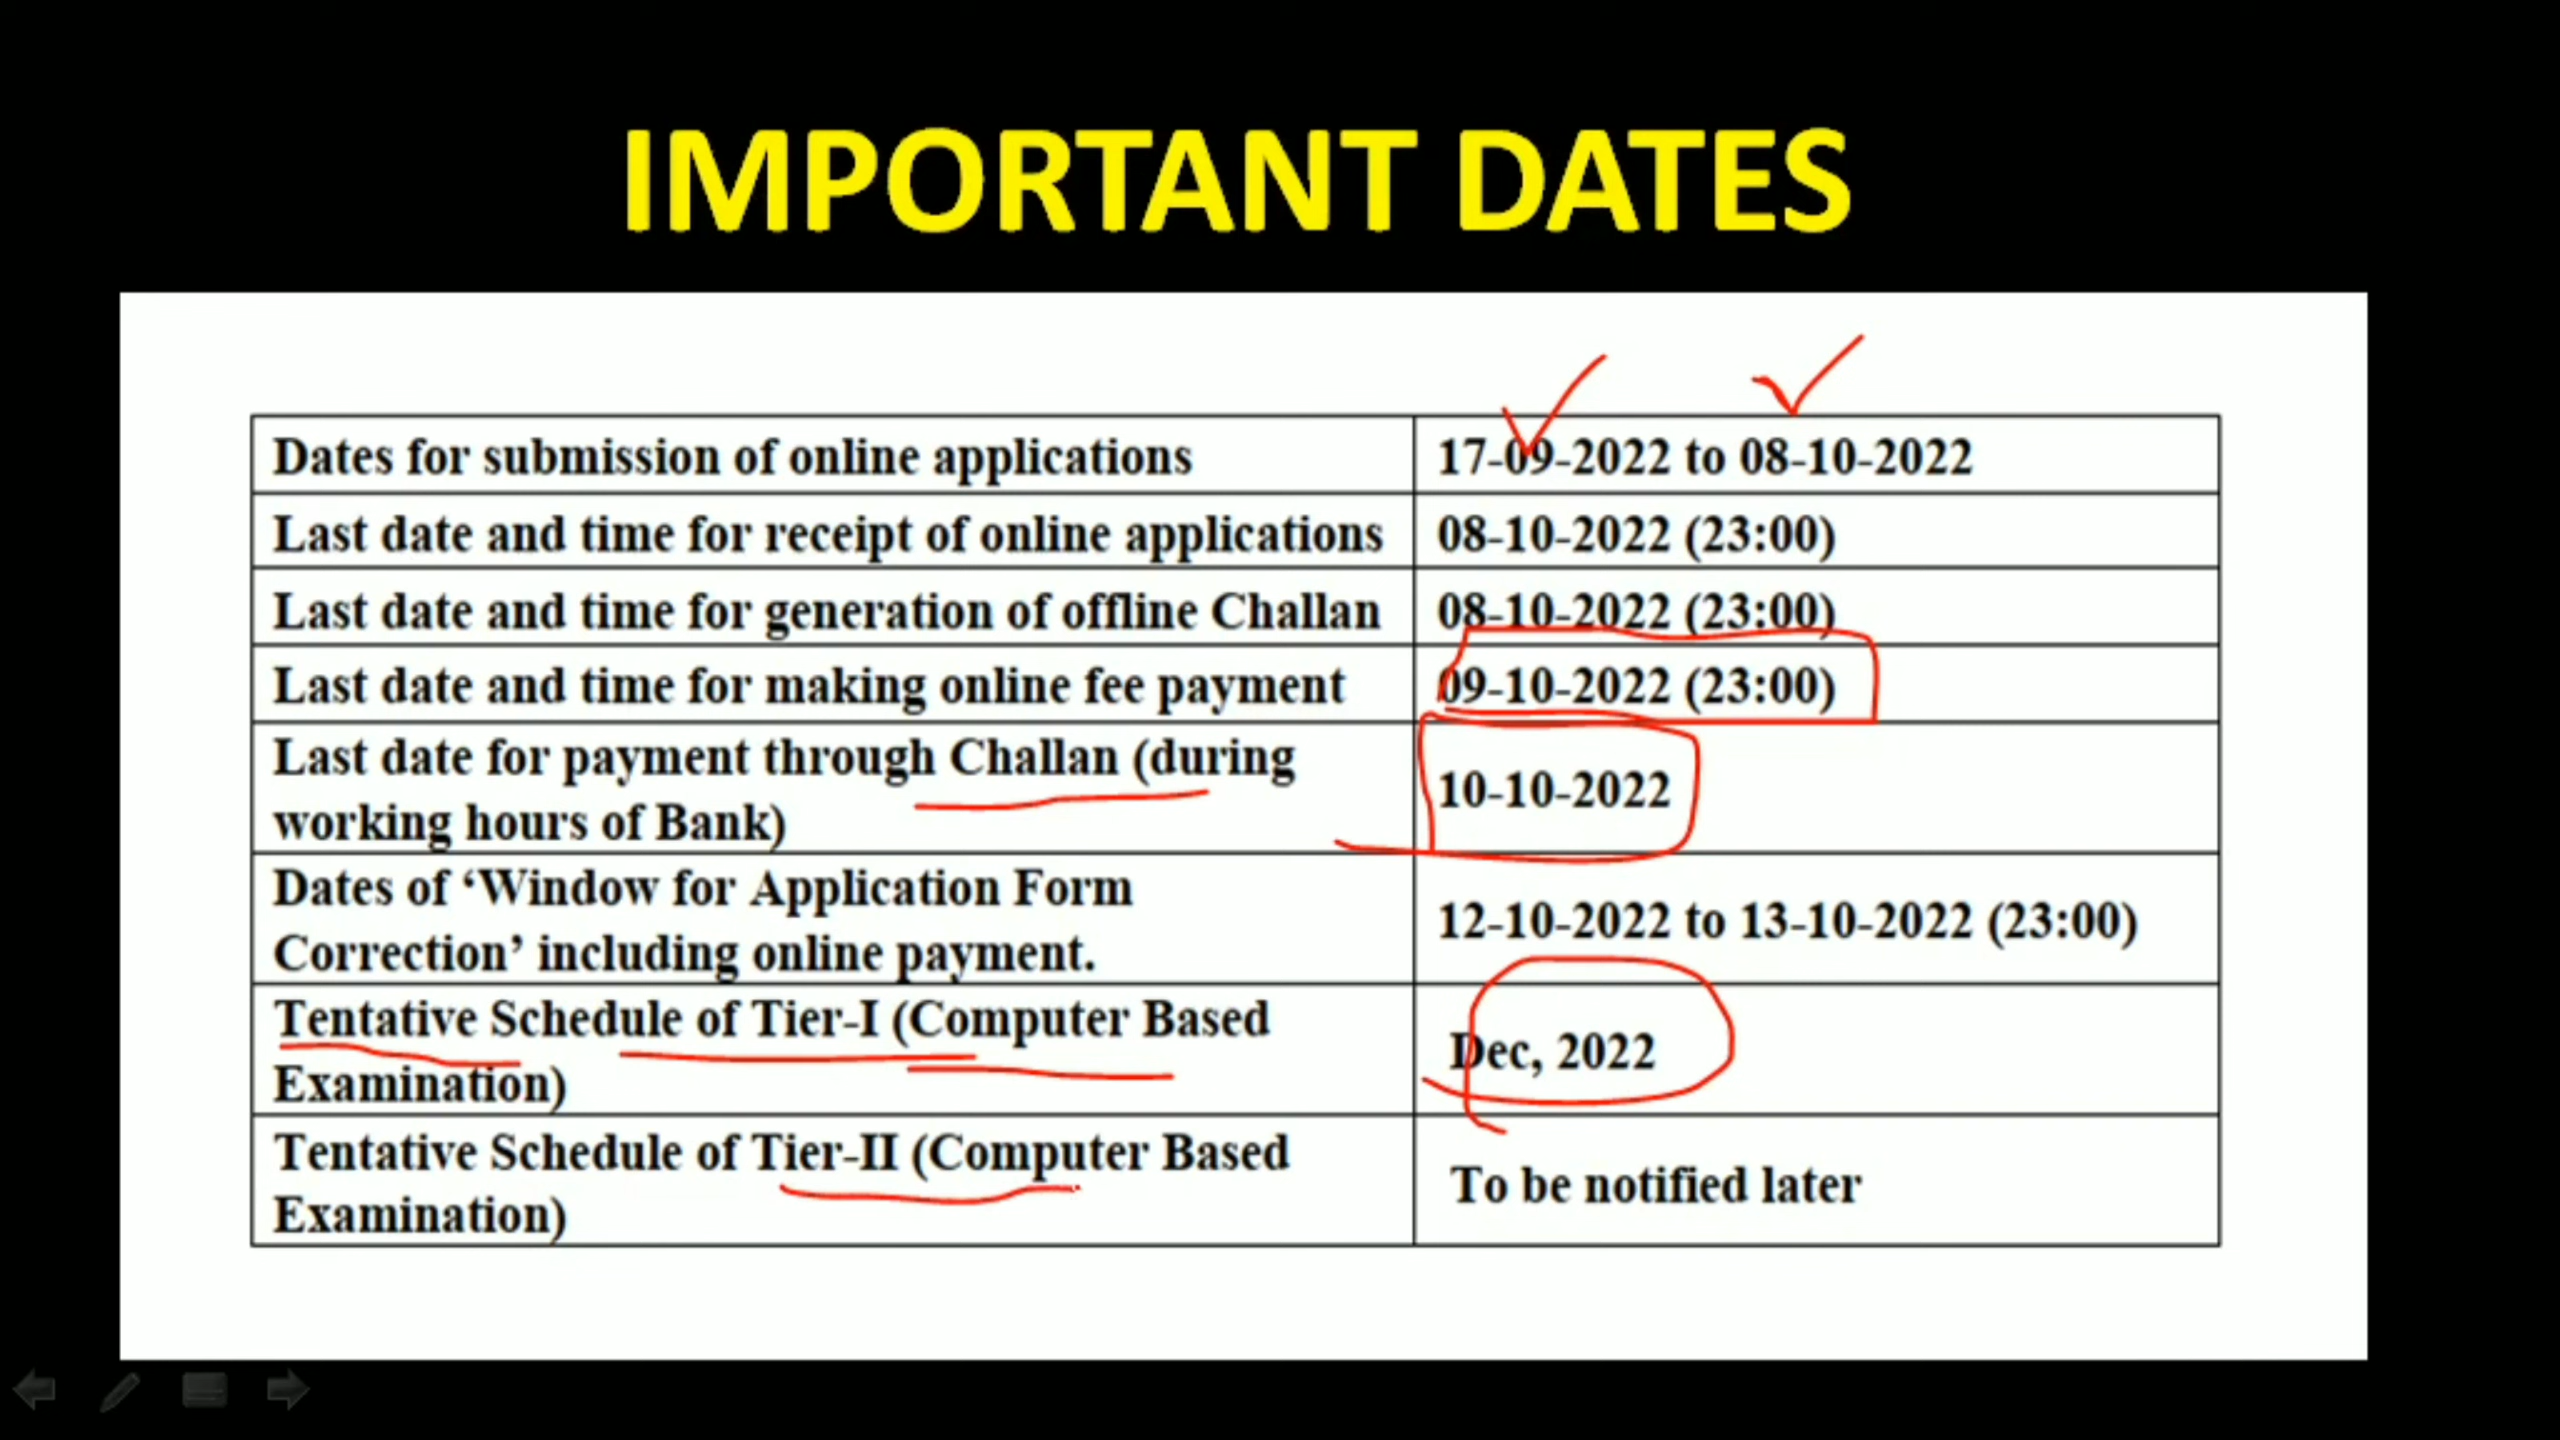 IMPORTANT DATES
Dates for submission of online applications 17-09-2022 to 08-10-2022
Last date and time for receipt of online applications 08-10-2022 (23:00)
Last date and time for generation of offline Challan 08-10-2022 (23:00)
Last date and time for making online fee payment 09-10-2022 (23:00)
Last date for payment through Challan (during
working hours of Bank) 10-10-2022
Dates of ‘Window for Application Form
Correction’ including online payment. 12-10-2022 to 13-10-2022 (23:00)
Tentative Schedule of Tier-I (Computer Based
Examination) Dec, 2022
Tentative Schedule of Tier-II (Computer Based
Examination) To be notified later